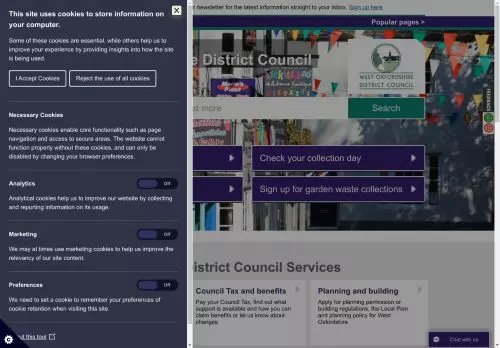 This site uses cookies to store information on
your computer.
Some of these cookies are essential, while others help us to
improve your experience by providing insights into how the site
is being used.
I Accept Cookies
Reject the use of all cookies
Necessary Cookies
Necessary cookies enable core functionality such as page
navigation and access to secure areas. The website cannot
function properly without these cookies, and can only be
disabled by changing your browser preferences.
Analytics
Off
Analytical cookies help us to improve our website by collecting
and reporting information on its usage.
Marketing
Off
We may at times use marketing cookies to help us improve the
relevancy of our site content.
Preferences
Off
We need to set a cookie to remember your preferences of
cookie retention when visiting this site.
ut this tool
newsletter for the latest information straight to your inbox. Sign up here
Popular pages >
e District Council
WEST OXFORDSHIRE
DISTRICT COUNCIL
d more
Search
Check your collection day
Sign up for garden waste collections
District Council Services
Council Tax and benefits
Pay your Council Tax, find out what
support is available and how you can
claim benefits or let us know about
changes
Planning and building
Apply for planning permission or
building regulations, the Local Plan
and planning policy for West
Oxfordshire
Chat with us